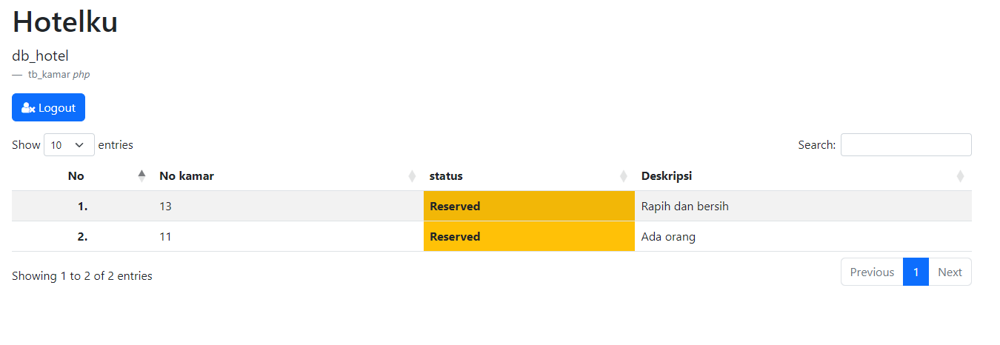 Hotelku
db_hotel
— tb_kamar php
Logout
Show 10 entries
Search:
No No kamar status Deskripsi
1. 13 Reserved Rapih dan bersih
2. 11 Reserved Ada orang
Showing 1 to 2 of 2 entries
Previous 1 Next